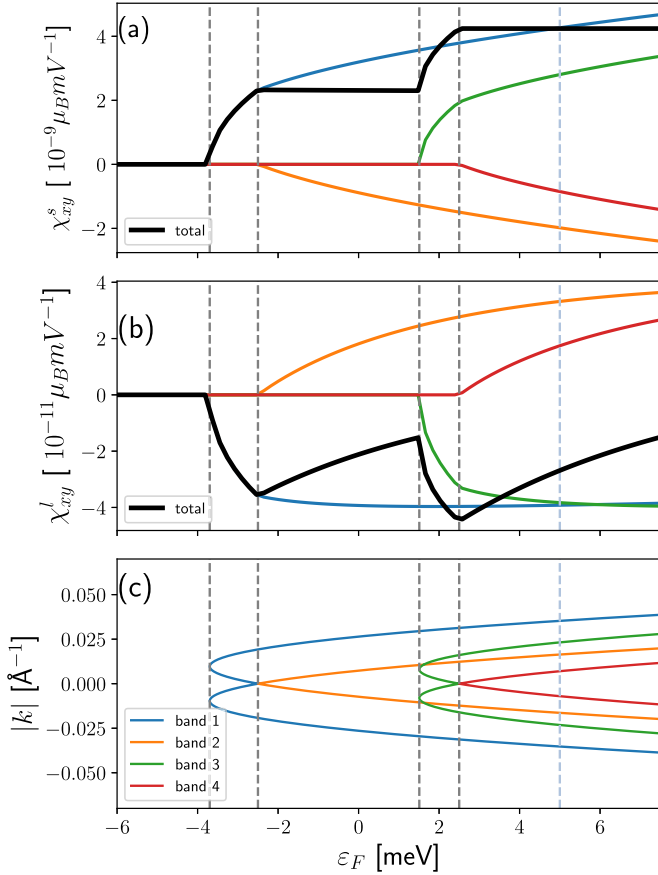 (a)
4
2
0
−2
χ^s_xy [ 10^−9 μ_B mV^−1 ]
total
(b)
4
2
0
−2
−4
χ^l_xy [ 10^−11 μ_B mV^−1 ]
total
(c)
0.050
0.025
0.000
−0.025
−0.050
|k| [Å^−1]
band 1
band 2
band 3
band 4
−6 −4 −2 0 2 4 6
ε_F [meV]